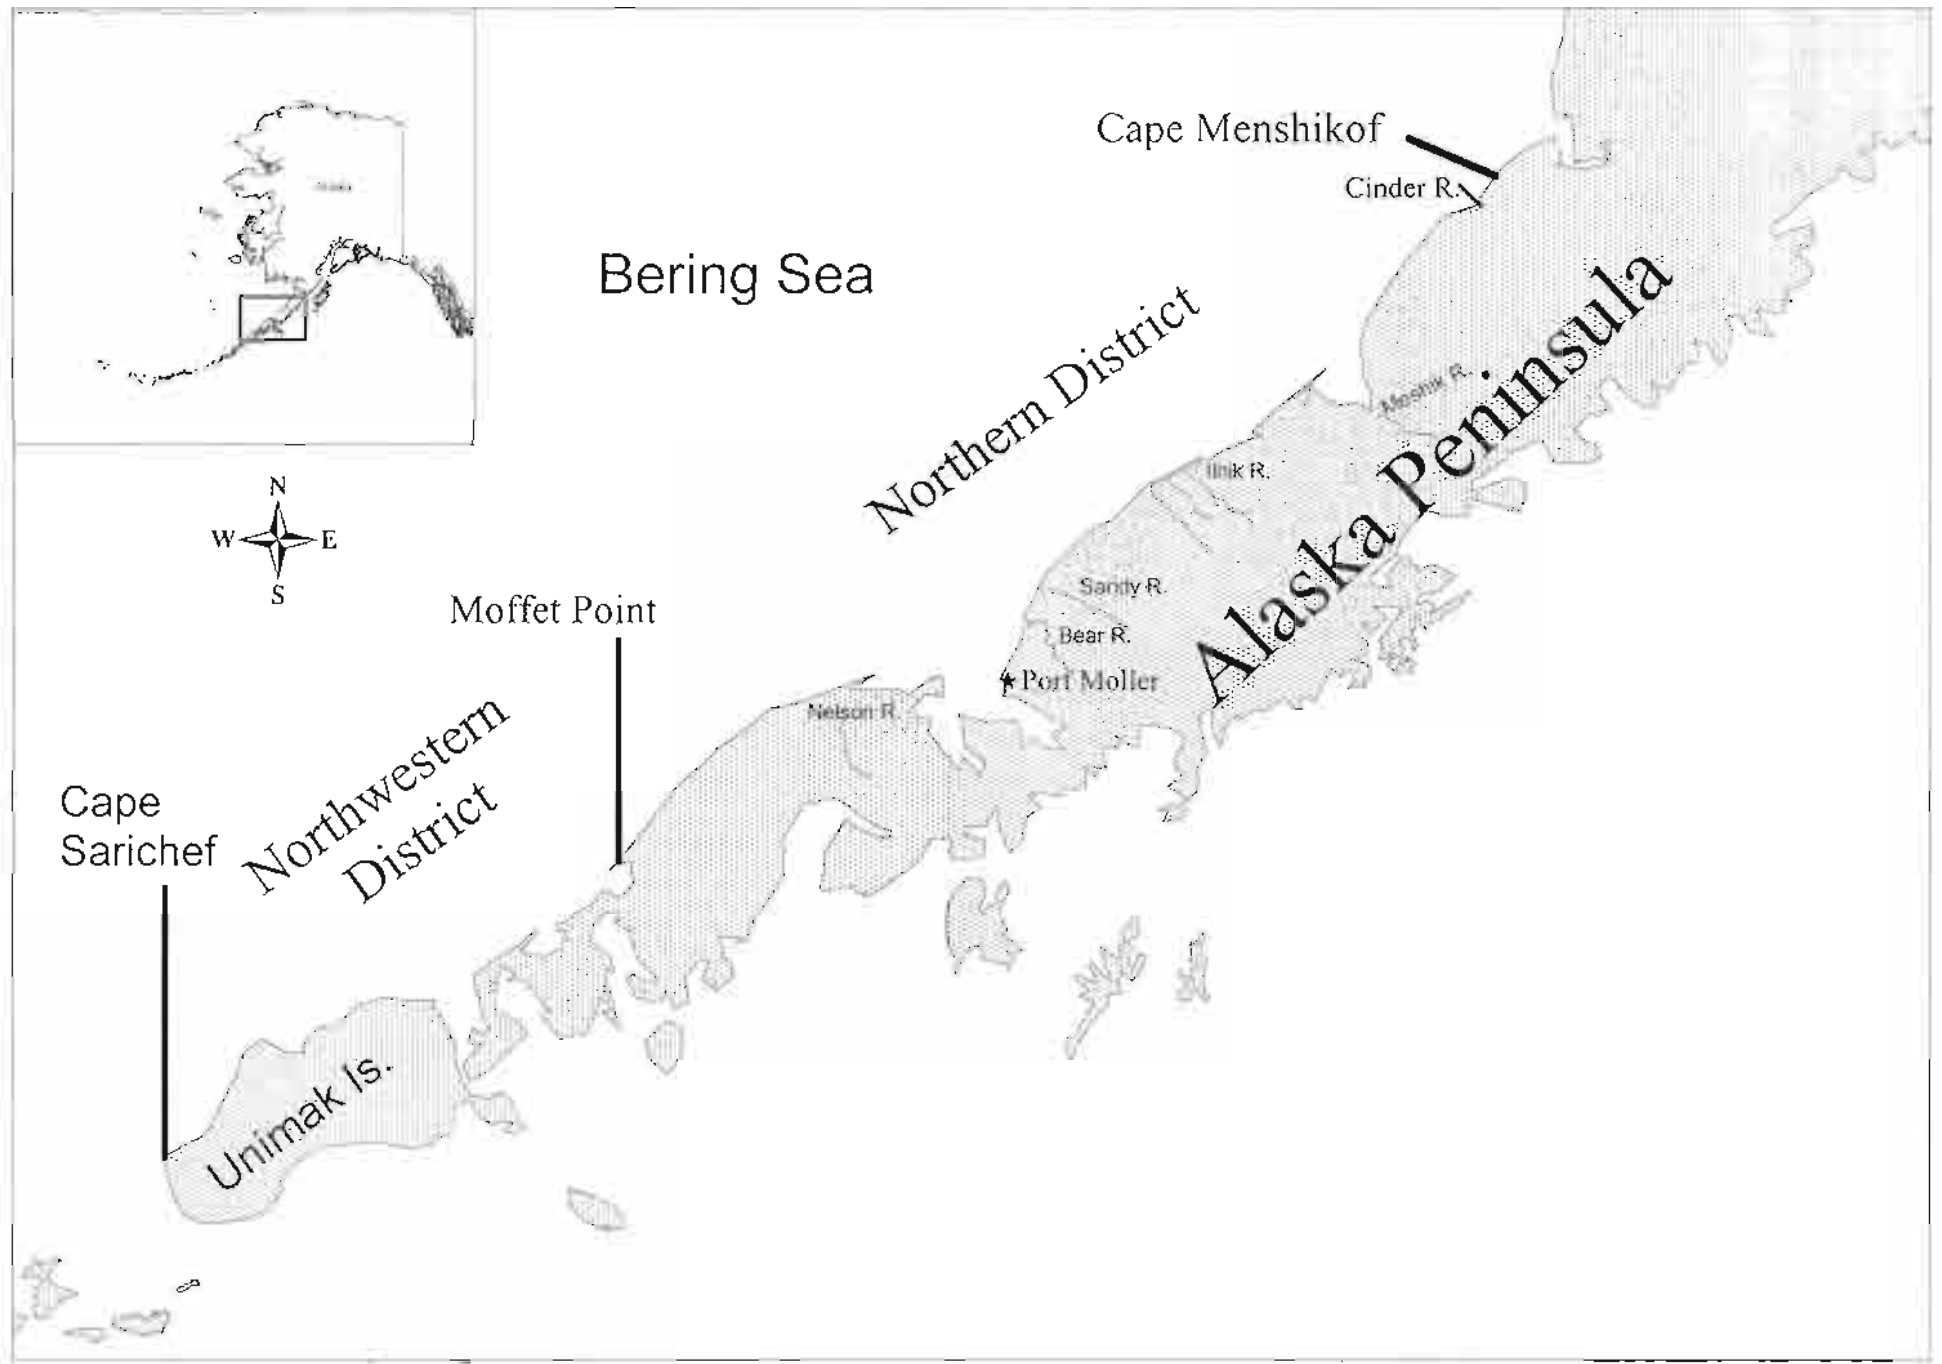 Cape Menshikof
Cinder R.
Bering Sea
Northern District
Alaska Peninsula
Meshik R.
Ilnik R.
N
W E
S
Sandy R.
Moffet Point
Bear R.
Port Moller
Nelson R.
Northwestern
District
Cape
Sarichef
Unimak Is.